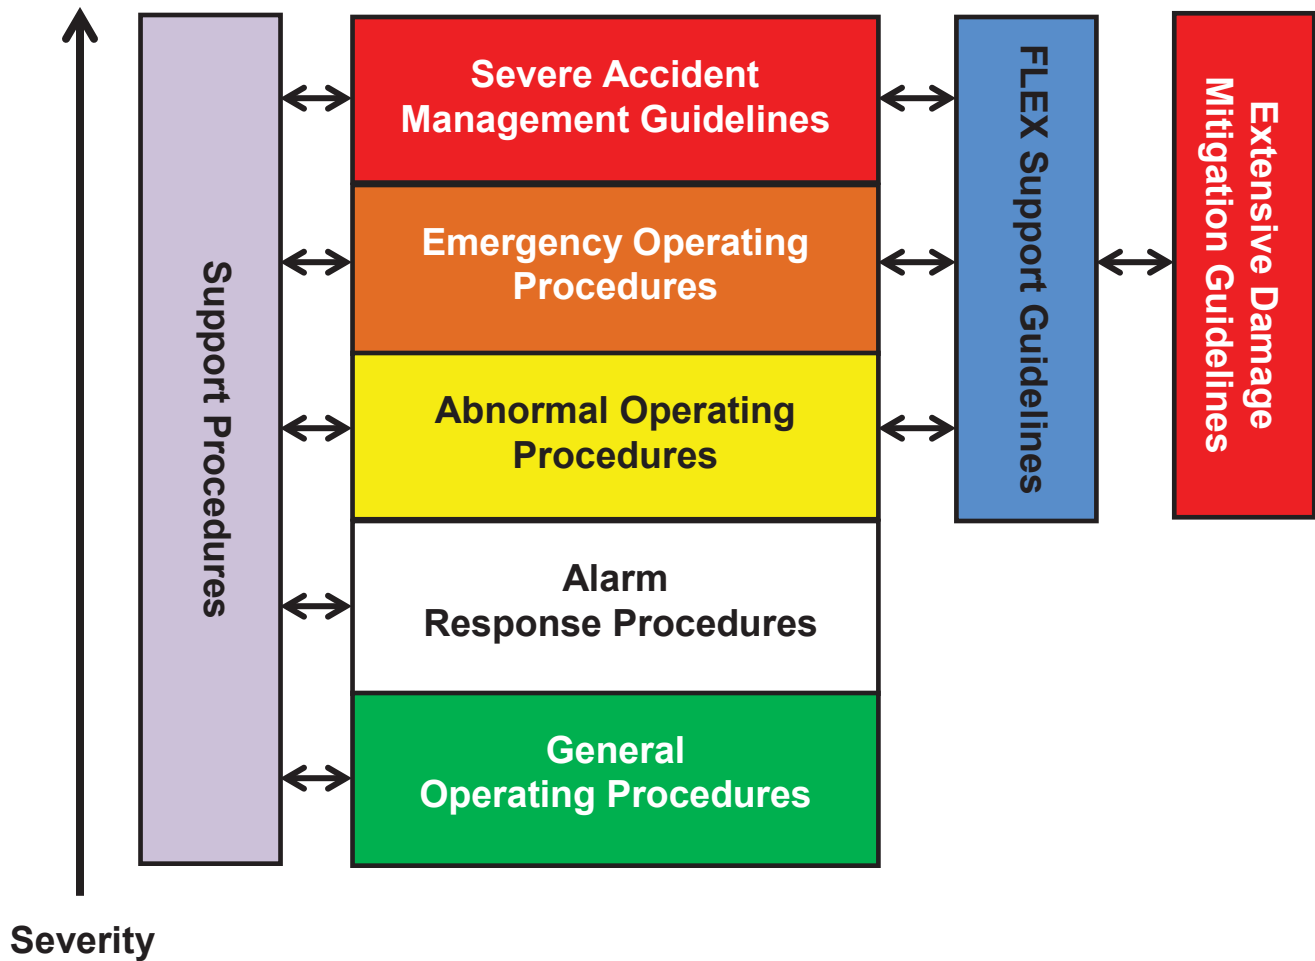 Support Procedures
Severe Accident
Management Guidelines
Emergency Operating
Procedures
Abnormal Operating
Procedures
Alarm
Response Procedures
General
Operating Procedures
FLEX Support Guidelines
Extensive Damage
Mitigation Guidelines
Severity